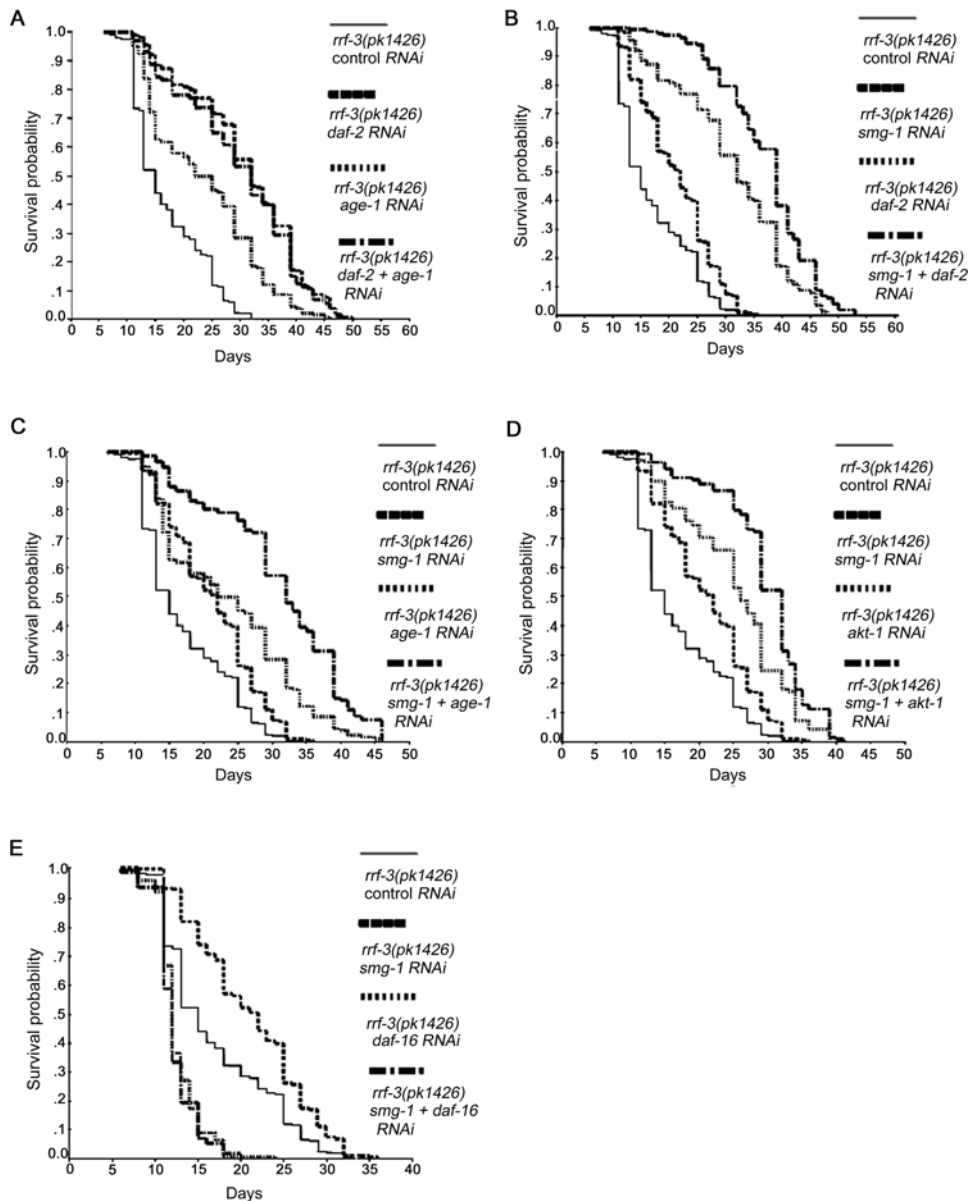 A
Survival probability
1.0
.9
.8
.7
.6
.5
.4
.3
.2
.1
0.0
0 5 10 15 20 25 30 35 40 45 50 55 60
Days
rrf-3(pk1426)
control RNAi
rrf-3(pk1426)
daf-2 RNAi
rrf-3(pk1426)
age-1 RNAi
rrf-3(pk1426)
daf-2 + age-1
RNAi
B
Survival probability
1.0
.9
.8
.7
.6
.5
.4
.3
.2
.1
0.0
0 5 10 15 20 25 30 35 40 45 50 55 60
Days
rrf-3(pk1426)
control RNAi
rrf-3(pk1426)
smg-1 RNAi
rrf-3(pk1426)
daf-2 RNAi
rrf-3(pk1426)
smg-1 + daf-2
RNAi
C
Survival probability
1.0
.9
.8
.7
.6
.5
.4
.3
.2
.1
0.0
0 5 10 15 20 25 30 35 40 45 50
Days
rrf-3(pk1426)
control RNAi
rrf-3(pk1426)
smg-1 RNAi
rrf-3(pk1426)
age-1 RNAi
rrf-3(pk1426)
smg-1 + age-1
RNAi
D
Survival probability
1.0
.9
.8
.7
.6
.5
.4
.3
.2
.1
0.0
0 5 10 15 20 25 30 35 40 45 50
Days
rrf-3(pk1426)
control RNAi
rrf-3(pk1426)
smg-1 RNAi
rrf-3(pk1426)
akt-1 RNAi
rrf-3(pk1426)
smg-1 + akt-1
RNAi
E
Survival probability
1.0
.9
.8
.7
.6
.5
.4
.3
.2
.1
0.0
0 5 10 15 20 25 30 35 40
Days
rrf-3(pk1426)
control RNAi
rrf-3(pk1426)
smg-1 RNAi
rrf-3(pk1426)
daf-16 RNAi
rrf-3(pk1426)
smg-1 + daf-16
RNAi